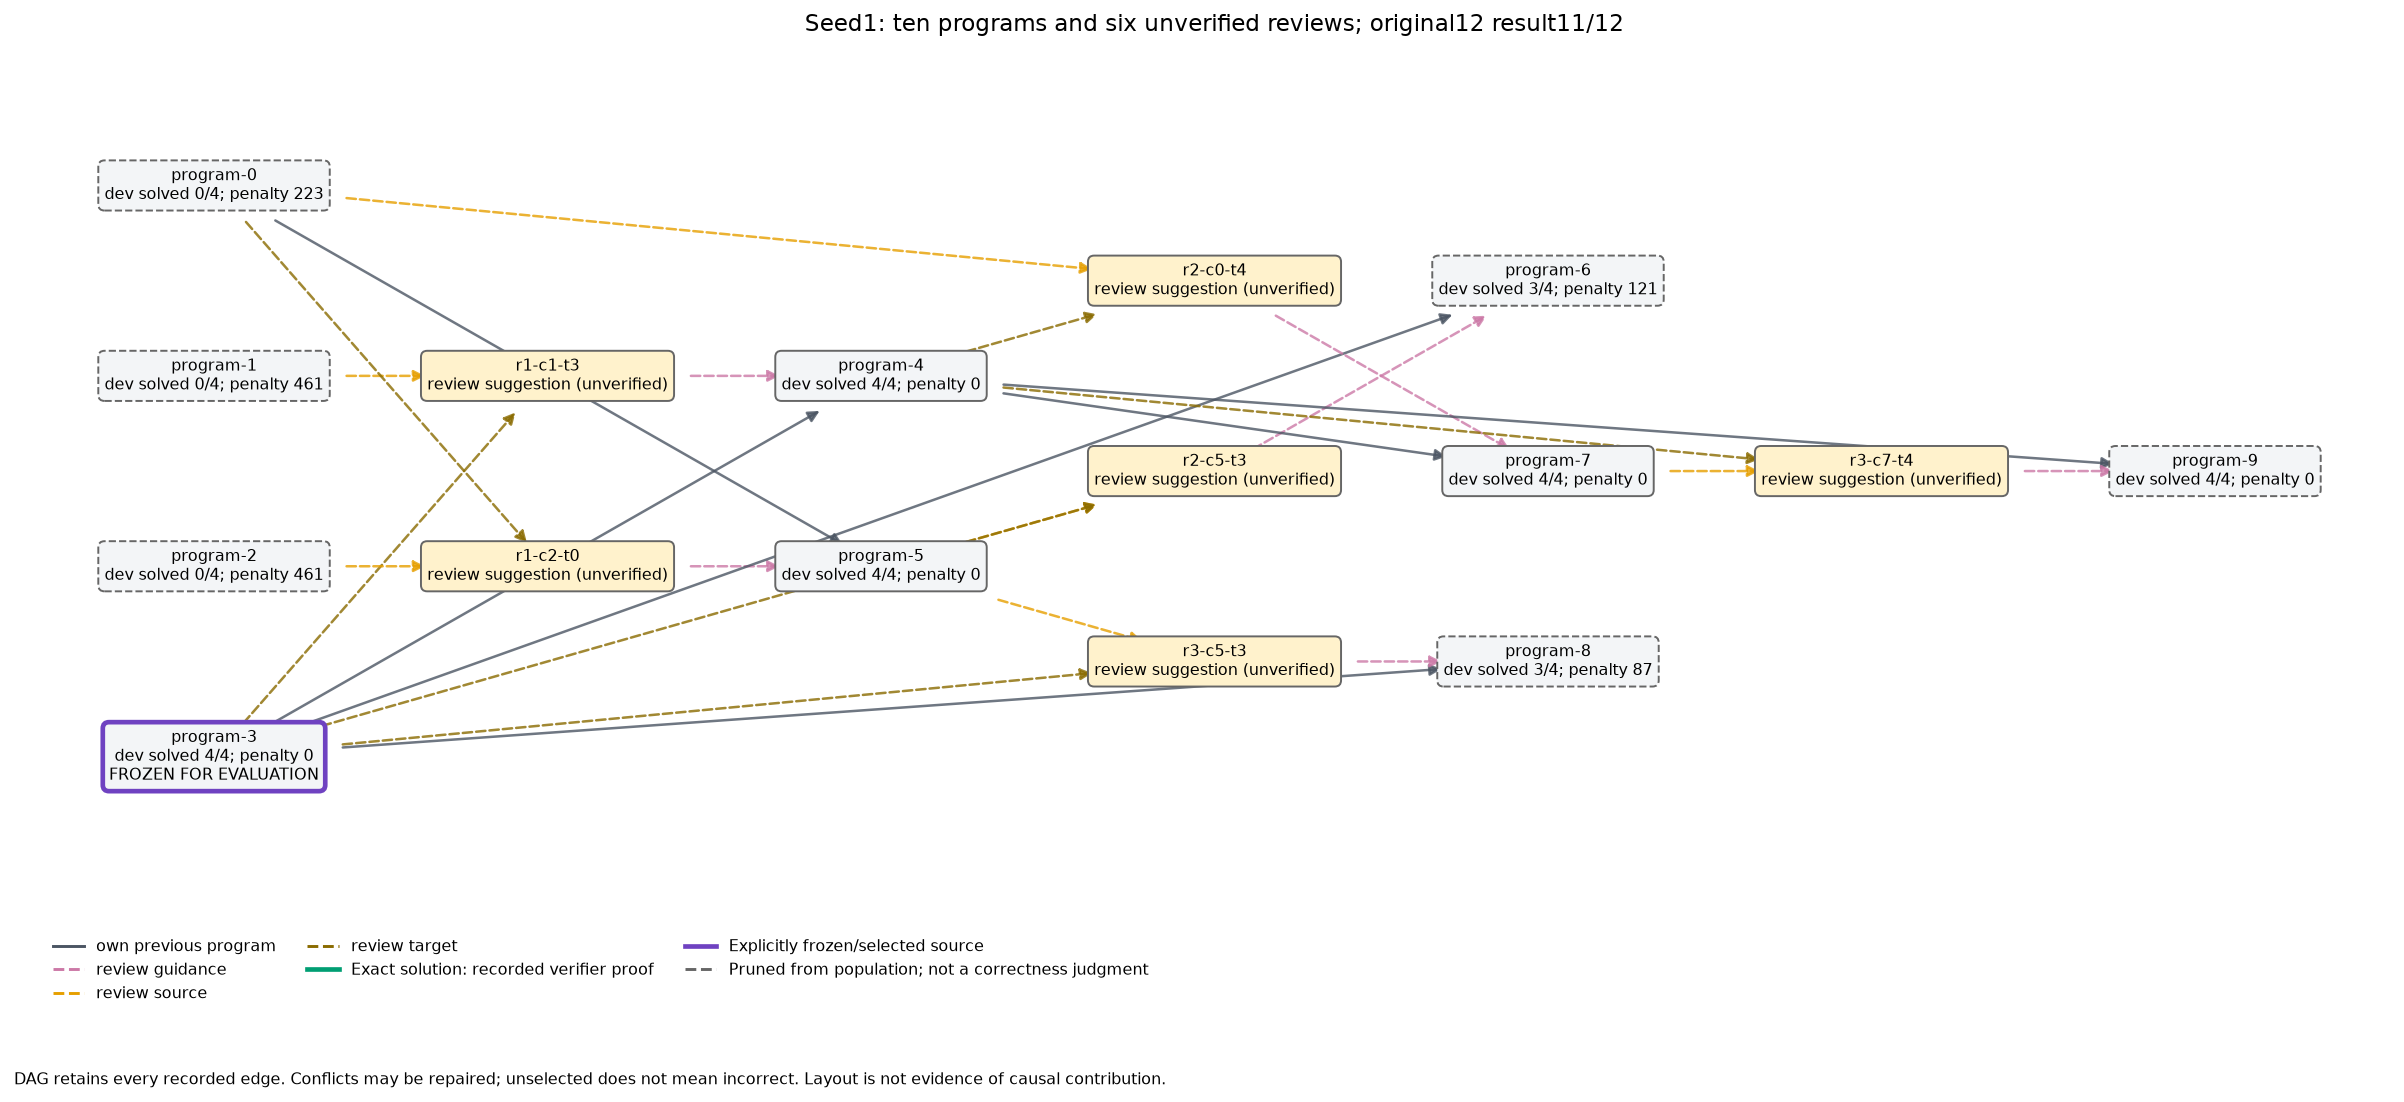 Seed1: ten programs and six unverified reviews; original12 result11/12
program-0
dev solved 0/4; penalty 223
r2-c0-t4
review suggestion (unverified)
program-6
dev solved 3/4; penalty 121
program-1
dev solved 0/4; penalty 461
r1-c1-t3
review suggestion (unverified)
program-4
dev solved 4/4; penalty 0
r2-c5-t3
review suggestion (unverified)
program-7
dev solved 4/4; penalty 0
r3-c7-t4
review suggestion (unverified)
program-9
dev solved 4/4; penalty 0
program-2
dev solved 0/4; penalty 461
r1-c2-t0
review suggestion (unverified)
program-5
dev solved 4/4; penalty 0
r3-c5-t3
review suggestion (unverified)
program-8
dev solved 3/4; penalty 87
program-3
dev solved 4/4; penalty 0
FROZEN FOR EVALUATION
own previous program
review guidance
review source
review target
Exact solution: recorded verifier proof
Explicitly frozen/selected source
Pruned from population; not a correctness judgment
DAG retains every recorded edge. Conflicts may be repaired; unselected does not mean incorrect. Layout is not evidence of causal contribution.